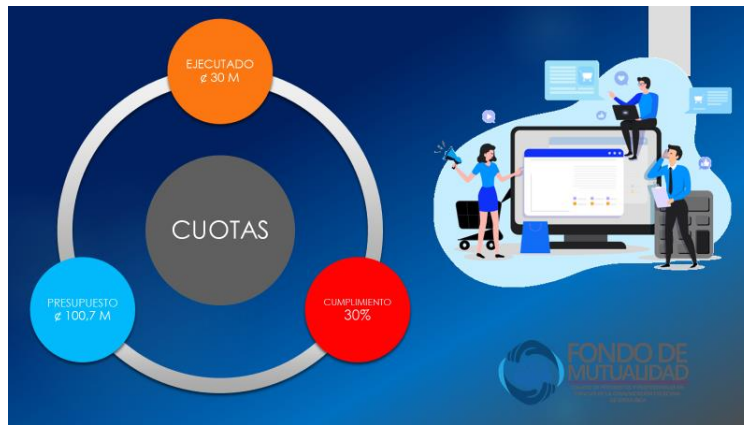 EJECUTADO
₡ 30 M
CUOTAS
PRESUPUESTO
₡ 100,7 M
CUMPLIMIENTO
30%
FONDO DE
MUTUALIDAD